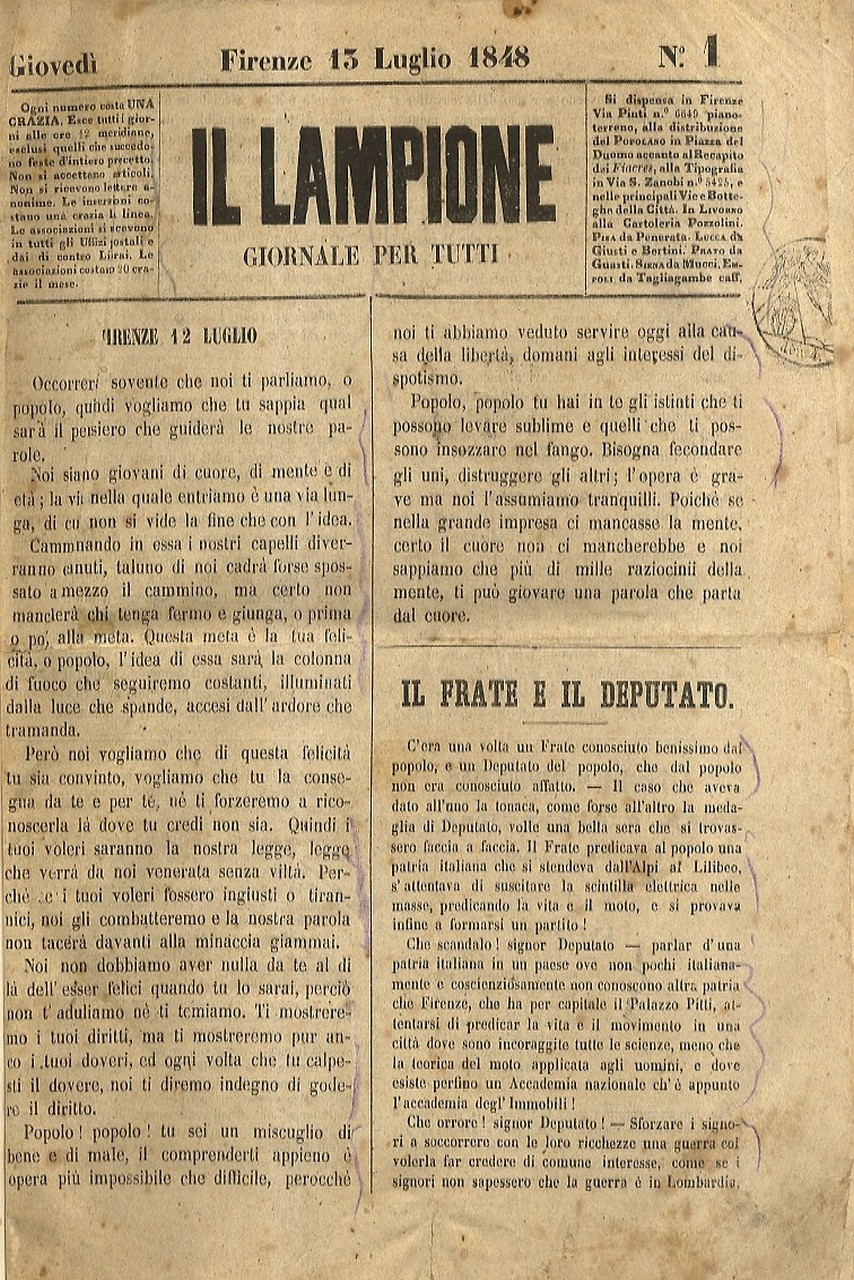 Giovedì
Firenze 13 Luglio 1848
N.º 1
Ogni numero costa UNA
CRAZIA. Esce tutti i gior-
ni alle ore 12 meridiane,
esclusi quelli che succedo-
no feste d'intiero precetto.
Non si accettano articoli.
Non si ricevono lettere a-
nonime. Le inserzioni co-
stano una crazia la linea.
Le associazioni si ricevono
in tutti gli Uffizi postali e
dai di contro Librai. Le
associazioni costano 20 cra-
zie il mese.
IL LAMPIONE
GIORNALE PER TUTTI
Si dispensa in Firenze
Via Pinti n.º 6649 piano-
terreno, alla distribuzione
del POPOLANO in Piazza del
Duomo accanto al Recapito
dei Fiacres, alla Tipografia
in Via S. Zanobi n.º 5425, e
nelle principali Vie e Botte-
ghe della Città. In LIVORNO
alla Cartoleria Pozzolini.
PISA da Penerata. LUCCA da
Giusti e Bertini. PRATO da
Guasti. SIENA da Mucci. EM-
POLI da Tagliagambe caff.
FIRENZE 12 LUGLIO
Occorrerà sovente che noi ti parliamo, o
popolo, quindi vogliamo che tu sappia qual
sarà il pensiero che guiderà le nostre pa-
role.
Noi siano giovani di cuore, di mente e di
età; la via nella quale entriamo è una via lun-
ga, di cu non si vide la fine che con l'idea.
Camminando in essa i nostri capelli diver-
ranno canuti, taluno di noi cadrà forse spos-
sato a mezzo il cammino, ma certo non
mancherà chi tenga fermo e giunga, o prima
o poi, alla meta. Questa meta è la tua feli-
cità, o popolo, l'idea di essa sarà la colonna
di fuoco che seguiremo costanti, illuminati
dalla luce che spande, accesi dall'ardore che
tramanda.
Però noi vogliamo che di questa felicità
tu sia convinto, vogliamo che tu la conse-
gua da te e per te, nè ti forzeremo a rico-
noscerla là dove tu credi non sia. Quindi i
tuoi voleri saranno la nostra legge, legge
che verrà da noi venerata senza viltà. Per-
chè se i tuoi voleri fossero ingiusti o tiran-
nici, noi gli combatteremo e la nostra parola
non tacerà davanti alla minaccia giammai.
Noi non dobbiamo aver nulla da te al di
là dell'esser felici quando tu lo sarai, perciò
non t'aduliamo nè ti temiamo. Ti mostrere-
mo i tuoi diritti, ma ti mostreremo pur an-
co i tuoi doveri, ed ogni volta che tu calpe-
sti il dovere, noi ti diremo indegno di gode-
re il diritto.
Popolo! popolo! tu sei un miscuglio di
bene e di male, il comprenderti appieno è
opera più impossibile che difficile, perocchè
noi ti abbiamo veduto servire oggi alla cau-
sa della libertà, domani agli interessi del di-
spotismo.
Popolo, popolo tu hai in te gli istinti che ti
possono levare sublime e quelli che ti pos-
sono insozzare nel fango. Bisogna fecondare
gli uni, distruggere gli altri; l'opera è gra-
ve ma noi l'assumiamo tranquilli. Poichè se
nella grande impresa ci mancasse la mente,
certo il cuore non ci mancherebbe e noi
sappiamo che più di mille raziocinii della
mente, ti può giovare una parola che parta
dal cuore.
IL FRATE E IL DEPUTATO.
C'era una volta un Frate conosciuto benissimo dal
popolo, e un Deputato del popolo, che dal popolo
non era conosciuto affatto. — Il caso che aveva
dato all'uno la tonaca, come forse all'altro la meda-
glia di Deputato, volle una bella sera che si trovas-
sero faccia a faccia. Il Frate predicava al popolo una
patria italiana che si stendeva dall'Alpi al Lilibeo,
s'attentava di suscitare la scintilla elettrica nelle
masse, predicando la vita e il moto, e si provava
infine a formarsi un partito!
Che scandalo! signor Deputato — parlar d'una
patria italiana in un paese ove non pochi italiana-
mente e coscienziosamente non conoscono altra patria
che Firenze, che ha per capitale il Palazzo Pitti, at-
tentarsi di predicar la vita e il movimento in una
città dove sono incoraggite tutte le scienze, meno che
la teorica del moto applicata agli uomini, e dove
esiste perfino un Accademia nazionale ch'è appunto
l'accademia degl'Immobili!
Che orrore! signor Deputato! — Sforzare i signo-
ri a soccorrere con le loro ricchezze una guerra col
volerla far credere di comune interesse, come se i
signori non sapessero che la guerra è in Lombardia,